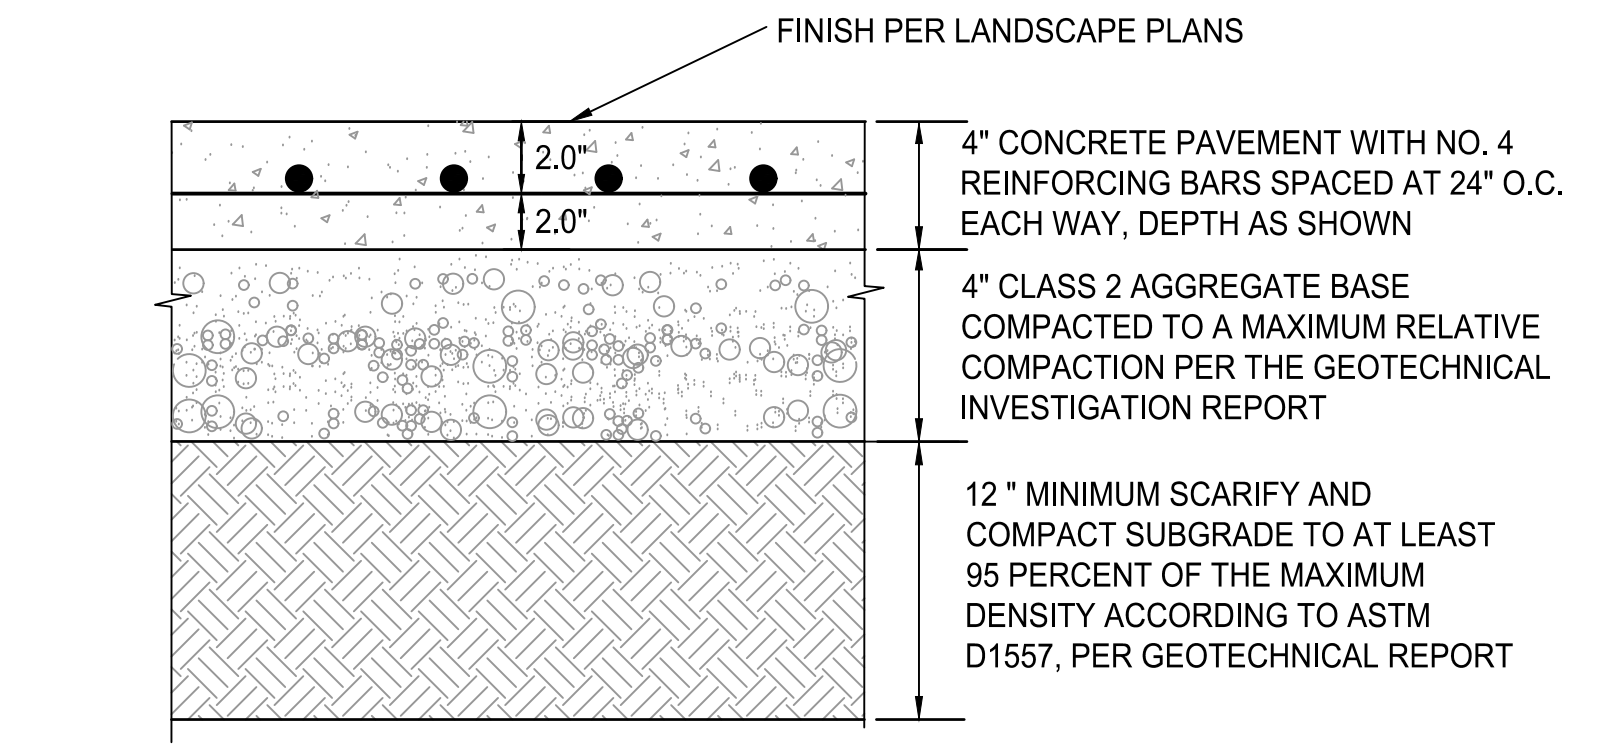 FINISH PER LANDSCAPE PLANS
2.0"
2.0"
4" CONCRETE PAVEMENT WITH NO. 4
REINFORCING BARS SPACED AT 24" O.C.
EACH WAY, DEPTH AS SHOWN
4" CLASS 2 AGGREGATE BASE
COMPACTED TO A MAXIMUM RELATIVE
COMPACTION PER THE GEOTECHNICAL
INVESTIGATION REPORT
12 " MINIMUM SCARIFY AND
COMPACT SUBGRADE TO AT LEAST
95 PERCENT OF THE MAXIMUM
DENSITY ACCORDING TO ASTM
D1557, PER GEOTECHNICAL REPORT